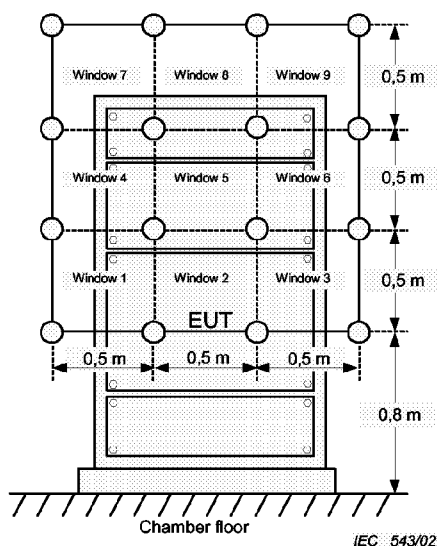 Window 7 Window 8 Window 9
0,5 m
Window 4 Window 5 Window 6
0,5 m
Window 1 Window 2 Window 3
0,5 m
EUT
0,5 m 0,5 m 0,5 m
0,8 m
Chamber floor
IEC 543/02